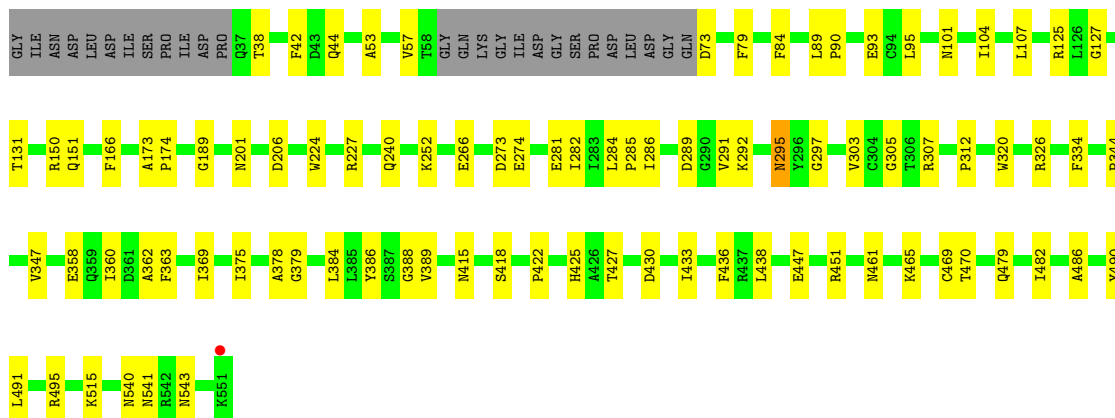 GLY ILE ASN ASP LEU ASP ILE SER PRO ILE ASP PRO Q37 T38 F42 D43 Q44 A53 V57 T58 GLY GLN LYS GLY ILE ASP GLY SER PRO ASP LEU ASP GLY GLN D73 F79 F84 L89 P90 E93 C94 L95 N101 I104 L107 R125 L126 G127
T131 R150 Q151 F166 A173 P174 G189 N201 D206 W224 R227 Q240 K252 E266 D273 E274 E281 I282 I283 L284 P285 I286 D289 G290 V291 K292 N295 Y296 G297 V303 C304 G305 T306 R307 P312 W320 R326 F334
V347 E358 Q359 I360 D361 A362 F363 I369 I375 A378 G379 L384 L385 Y386 S387 G388 V389 N415 S418 P422 H425 A426 T427 D430 I433 F436 R437 L438 E447 R451 N461 K465 C469 T470 Q479 I482 A486
L491 R495 K515 N540 N541 R542 N543 K551